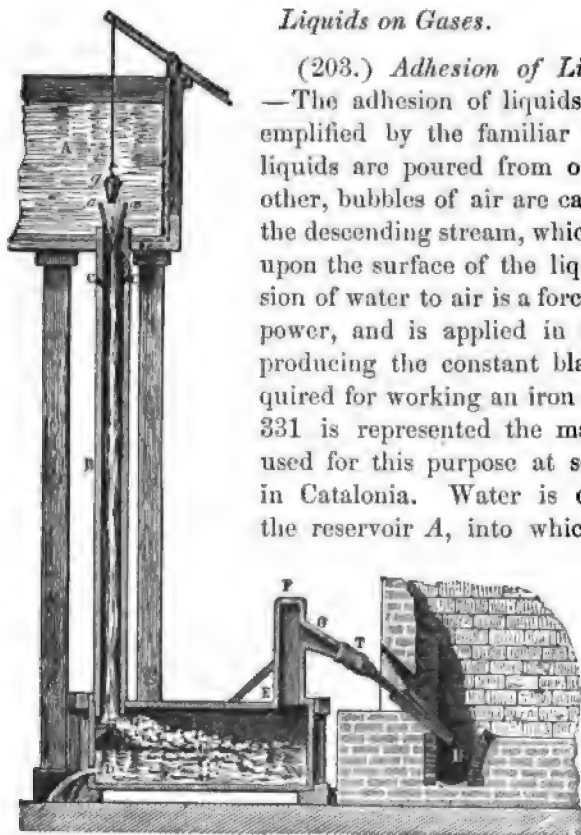 Liquids on Gases.
(203.) Adhesion of Li
—The adhesion of liquids
emplified by the familiar
liquids are poured from o
other, bubbles of air are ca
the descending stream, whic
upon the surface of the liq
sion of water to air is a forc
power, and is applied in
producing the constant bla
quired for working an iron
331 is represented the ma
used for this purpose at s
in Catalonia. Water is c
the reservoir A, into whic
A
B
E
P
T